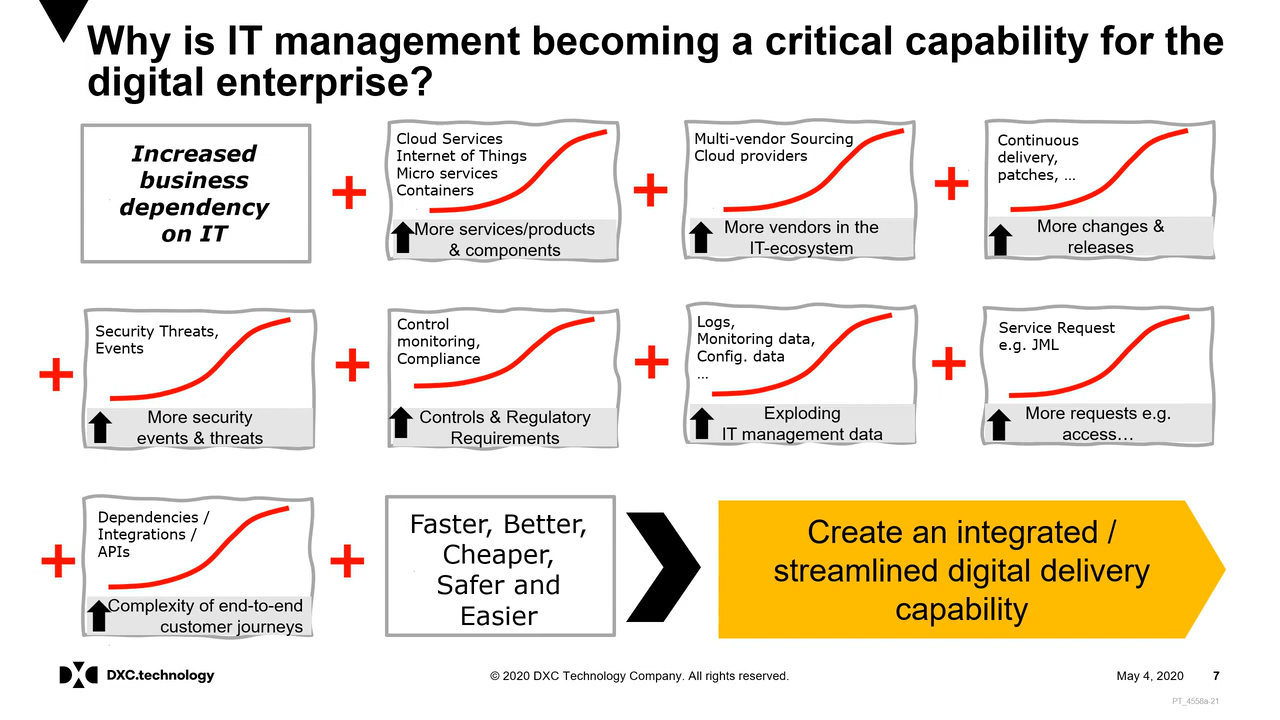 Why is IT management becoming a critical capability for the
digital enterprise?
Increased
business
dependency
on IT
+
Cloud Services
Internet of Things
Micro services
Containers
More services/products
& components
+
Multi-vendor Sourcing
Cloud providers
More vendors in the
IT-ecosystem
+
Continuous
delivery,
patches, …
More changes &
releases
+
Security Threats,
Events
More security
events & threats
+
Control
monitoring,
Compliance
Controls & Regulatory
Requirements
+
Logs,
Monitoring data,
Config. data
…
Exploding
IT management data
+
Service Request
e.g. JML
More requests e.g.
access…
+
Dependencies /
Integrations /
APIs
Complexity of end-to-end
customer journeys
+
Faster, Better,
Cheaper,
Safer and
Easier
Create an integrated /
streamlined digital delivery
capability
DXC.technology
© 2020 DXC Technology Company. All rights reserved.
May 4, 2020
7
PT_4558a-21